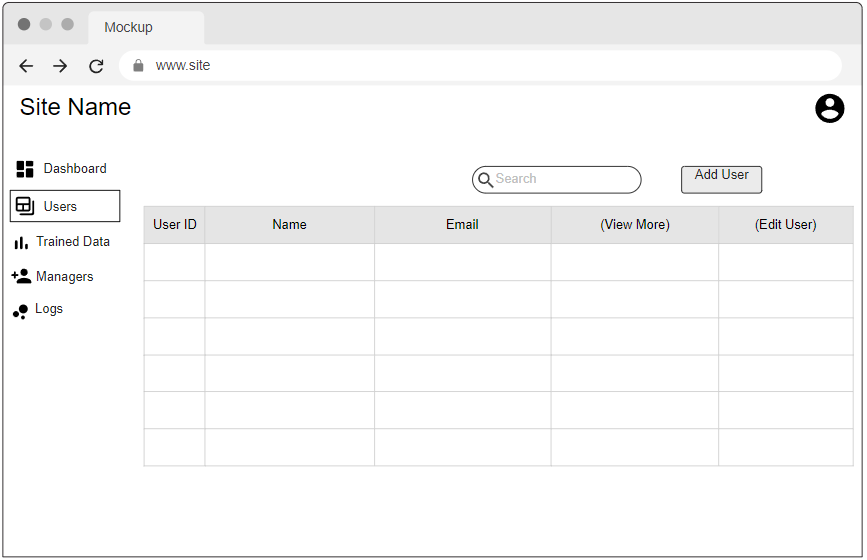 Mockup
www.site
Site Name
Dashboard
Users
Trained Data
Managers
Logs
Search
Add User
User ID Name Email (View More) (Edit User)